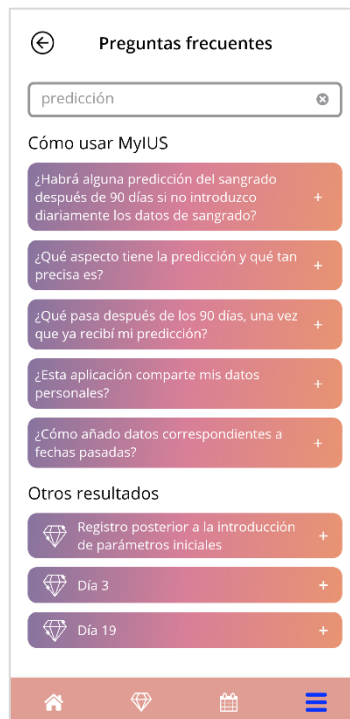 Preguntas frecuentes
predicción
Cómo usar MyIUS
¿Habrá alguna predicción del sangrado
después de 90 días si no introduzco
diariamente los datos de sangrado?
+
¿Qué aspecto tiene la predicción y qué tan
precisa es?
+
¿Qué pasa después de los 90 días, una vez
que ya recibí mi predicción?
+
¿Esta aplicación comparte mis datos
personales?
+
¿Cómo añado datos correspondientes a
fechas pasadas?
+
Otros resultados
Registro posterior a la introducción
de parámetros iniciales
+
Día 3 +
Día 19 +